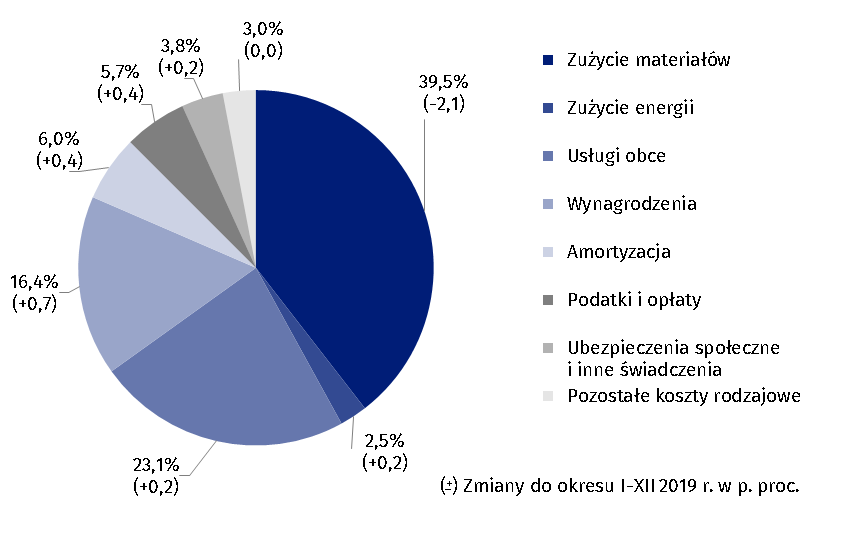 3,0%
(0,0)
3,8%
(+0,2)
5,7%
(+0,4)
6,0%
(+0,4)
16,4%
(+0,7)
23,1%
(+0,2)
2,5%
(+0,2)
39,5%
(-2,1)
Zużycie materiałów
Zużycie energii
Usługi obce
Wynagrodzenia
Amortyzacja
Podatki i opłaty
Ubezpieczenia społeczne
i inne świadczenia
Pozostałe koszty rodzajowe
(±) Zmiany do okresu I-XII 2019 r. w p. proc.